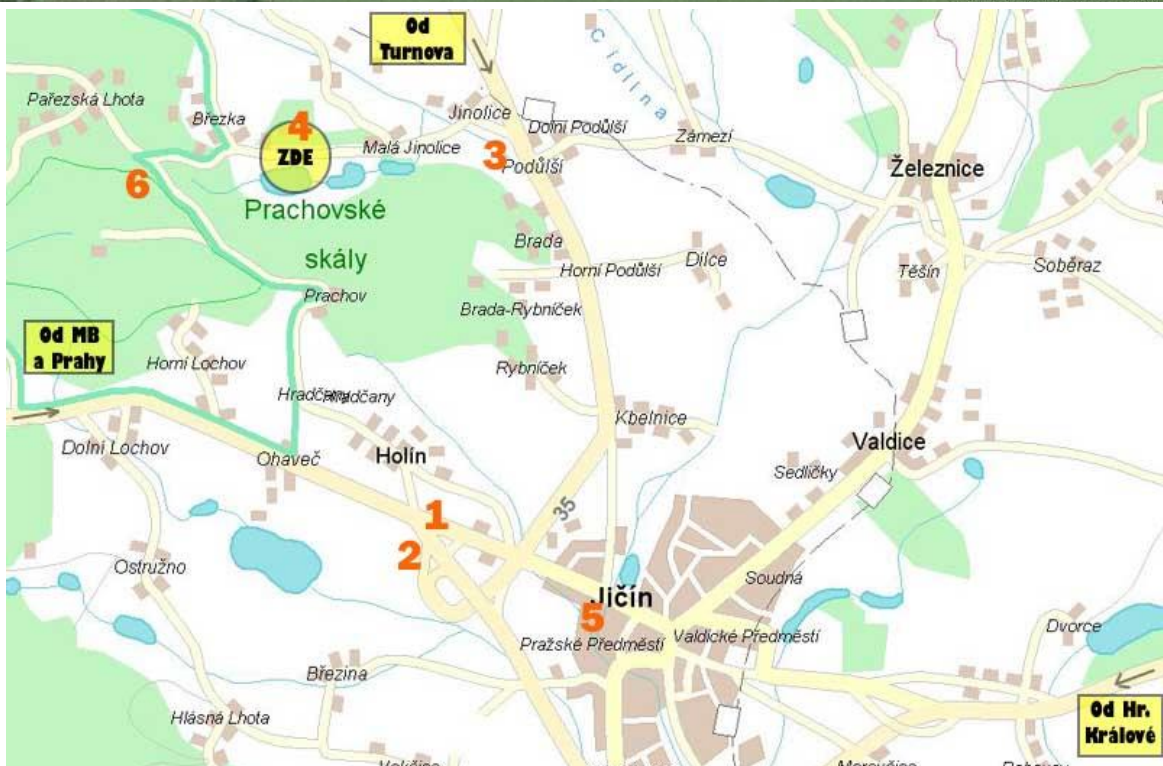 Od
Turnova
Cidlina
Pařezská Lhota
Březka
4
ZDE
Jinolice
Malá Jinolice
3
Dolní Podůlší
Podůlší
Zámezí
Železnice
6
Prachovské
skály
Prachov
Brada
Horní Podůlší
Dílce
Těšín
Soběraz
Brada-Rybníček
Od MB
a Prahy
Horní Lochov
Rybníček
Hradčany
Hradčany
Kbelnice
Dolní Lochov
Ohaveč
Holín
Valdice
Sedličky
35
1
2
Ostružno
Jičín
5
Soudná
Pražské Předměstí
Valdické Předměstí
Dvorce
Březina
Hlásná Lhota
Od Hr.
Králové